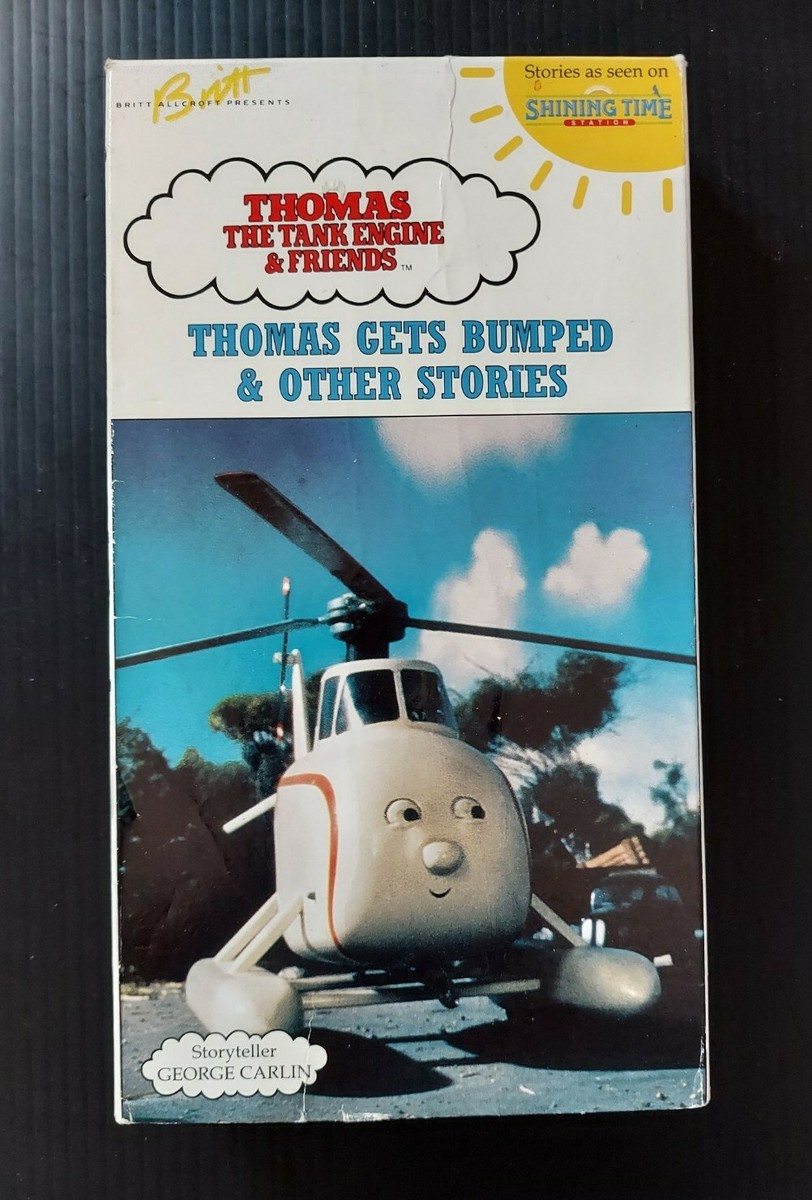 Britt
BRITT ALLCROFT PRESENTS
Stories as seen on
SHINING TIME
STATION
THOMAS
THE TANK ENGINE
& FRIENDS TM
THOMAS GETS BUMPED
& OTHER STORIES
Storyteller
GEORGE CARLIN